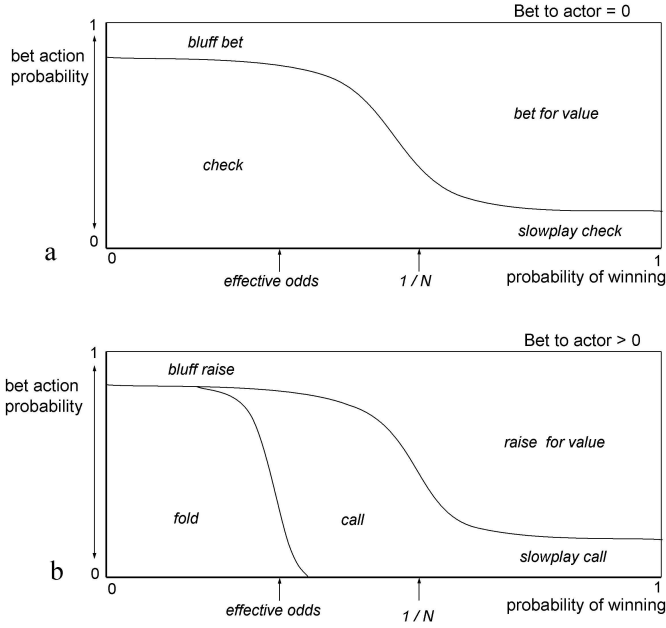 Bet to actor = 0
1
bluff bet
bet action
probability
bet for value
check
slowplay check
0
a
0
1
effective odds
1 / N
probability of winning
Bet to actor > 0
1
bluff raise
bet action
probability
raise for value
fold
call
slowplay call
0
b
0
1
effective odds
1 / N
probability of winning